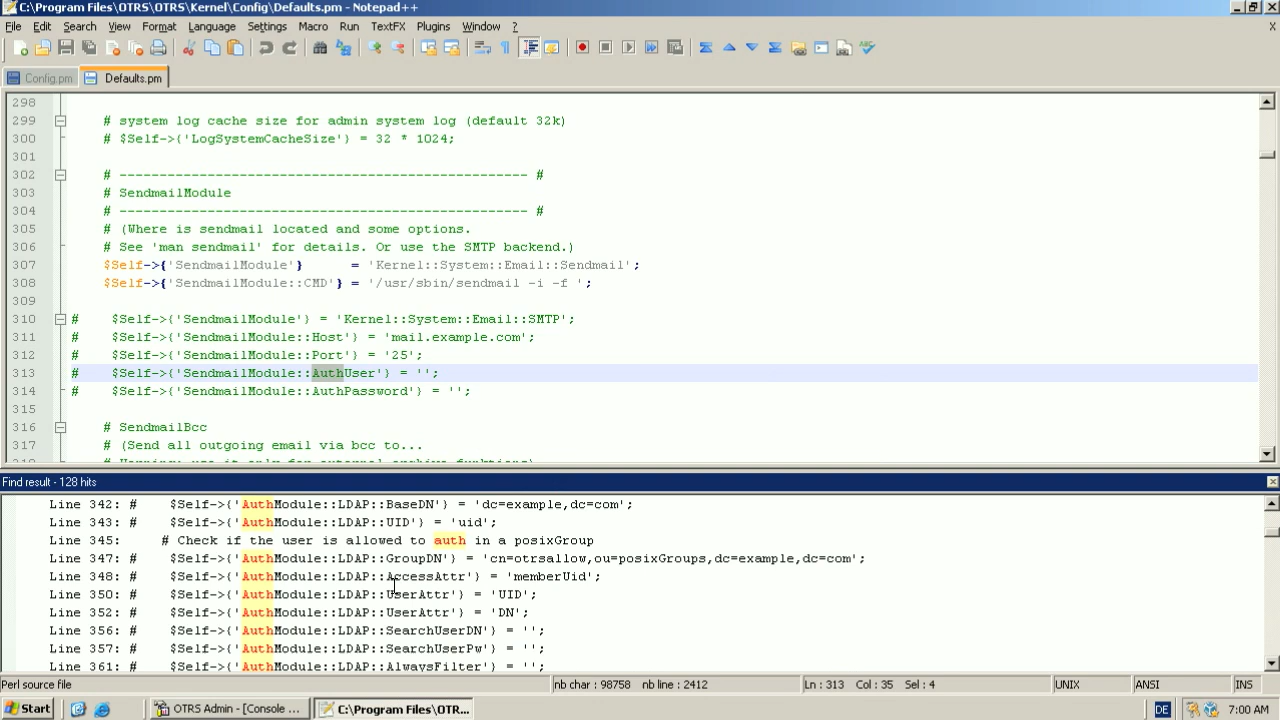 C:\Program Files\OTRS\OTRS\Kernel\Config\Defaults.pm - Notepad++
File Edit Search View Format Language Settings Macro Run TextFX Plugins Window ?
Config.pm Defaults.pm
298
299 # system log cache size for admin system log (default 32k)
300 # $Self->{'LogSystemCacheSize'} = 32 * 1024;
301
302 # --------------------------------------------------- #
303 # SendmailModule
304 # --------------------------------------------------- #
305 # (Where is sendmail located and some options.
306 # See 'man sendmail' for details. Or use the SMTP backend.)
307 $Self->{'SendmailModule'} = 'Kernel::System::Email::Sendmail';
308 $Self->{'SendmailModule::CMD'} = '/usr/sbin/sendmail -i -f ';
309
310 # $Self->{'SendmailModule'} = 'Kernel::System::Email::SMTP';
311 # $Self->{'SendmailModule::Host'} = 'mail.example.com';
312 # $Self->{'SendmailModule::Port'} = '25';
313 # $Self->{'SendmailModule::AuthUser'} = '';
314 # $Self->{'SendmailModule::AuthPassword'} = '';
315
316 # SendmailBcc
317 # (Send all outgoing email via bcc to...
Find result - 128 hits
Line 342: # $Self->{'AuthModule::LDAP::BaseDN'} = 'dc=example,dc=com';
Line 343: # $Self->{'AuthModule::LDAP::UID'} = 'uid';
Line 345: # Check if the user is allowed to auth in a posixGroup
Line 347: # $Self->{'AuthModule::LDAP::GroupDN'} = 'cn=otrsallow,ou=posixGroups,dc=example,dc=com';
Line 348: # $Self->{'AuthModule::LDAP::AccessAttr'} = 'memberUid';
Line 350: # $Self->{'AuthModule::LDAP::UserAttr'} = 'UID';
Line 352: # $Self->{'AuthModule::LDAP::UserAttr'} = 'DN';
Line 356: # $Self->{'AuthModule::LDAP::SearchUserDN'} = '';
Line 357: # $Self->{'AuthModule::LDAP::SearchUserPw'} = '';
Line 361: # $Self->{'AuthModule::LDAP::AlwaysFilter'} = '';
Perl source file nb char : 98758 nb line : 2412 Ln : 313 Col : 35 Sel : 4 UNIX ANSI INS
Start OTRS Admin - [Console ... C:\Program Files\OTR... DE 7:00 AM